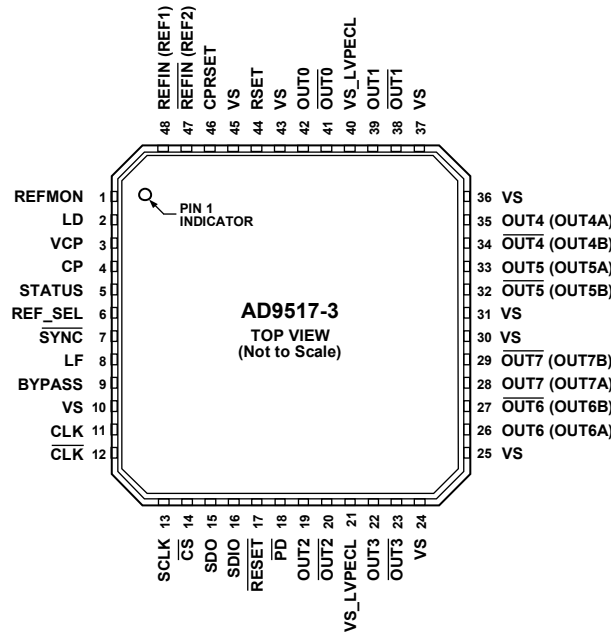 48 REFIN (REF1)
47 REFIN (REF2)
46 CPRSET
45 VS
44 RSET
43 VS
42 OUT0
41 OUT0
40 VS_LVPECL
39 OUT1
38 OUT1
37 VS
REFMON 1
LD 2
VCP 3
CP 4
STATUS 5
REF_SEL 6
SYNC 7
LF 8
BYPASS 9
VS 10
CLK 11
CLK 12
PIN 1
INDICATOR
AD9517-3
TOP VIEW
(Not to Scale)
36 VS
35 OUT4 (OUT4A)
34 OUT4 (OUT4B)
33 OUT5 (OUT5A)
32 OUT5 (OUT5B)
31 VS
30 VS
29 OUT7 (OUT7B)
28 OUT7 (OUT7A)
27 OUT6 (OUT6B)
26 OUT6 (OUT6A)
25 VS
SCLK 13
CS 14
SDO 15
SDIO 16
RESET 17
PD 18
OUT2 19
OUT2 20
VS_LVPECL 21
OUT3 22
OUT3 23
VS 24